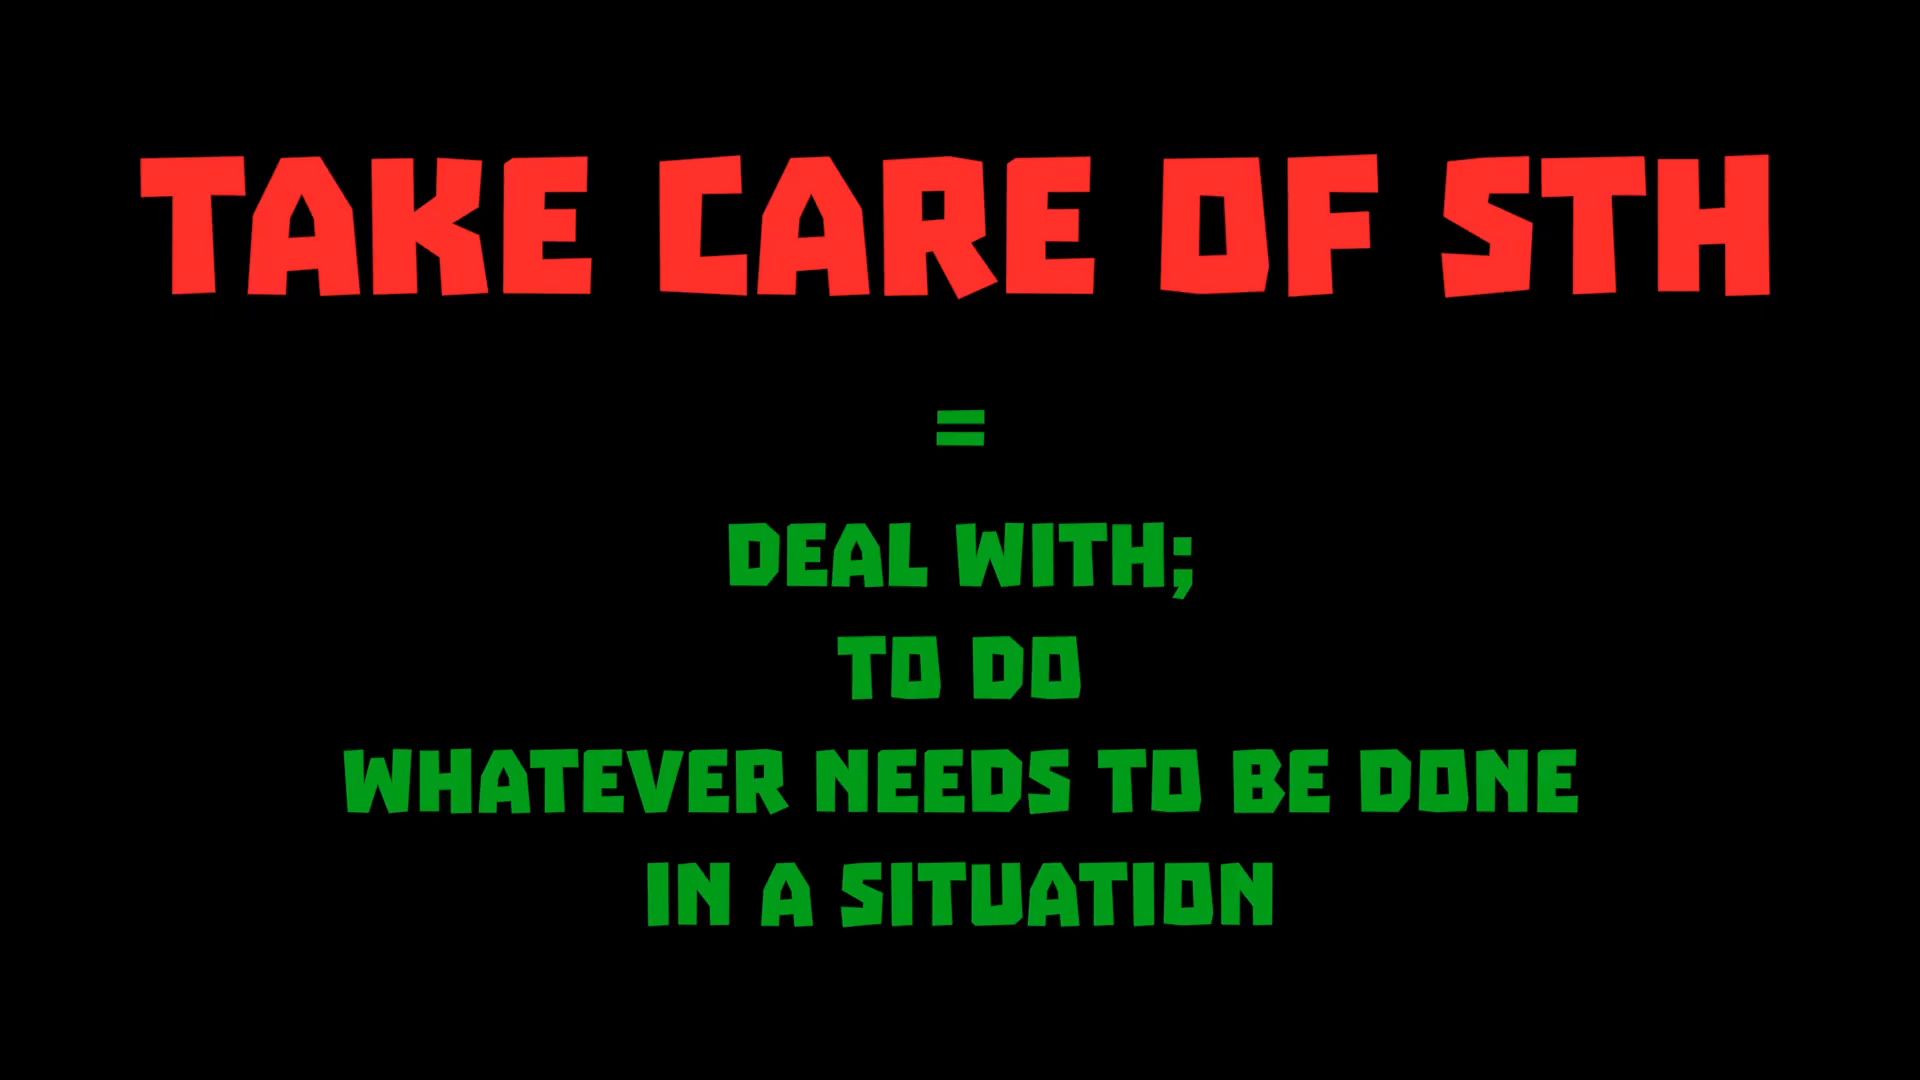 TAKE CARE OF STH
=
DEAL WITH;
TO DO
WHATEVER NEEDS TO BE DONE
IN A SITUATION